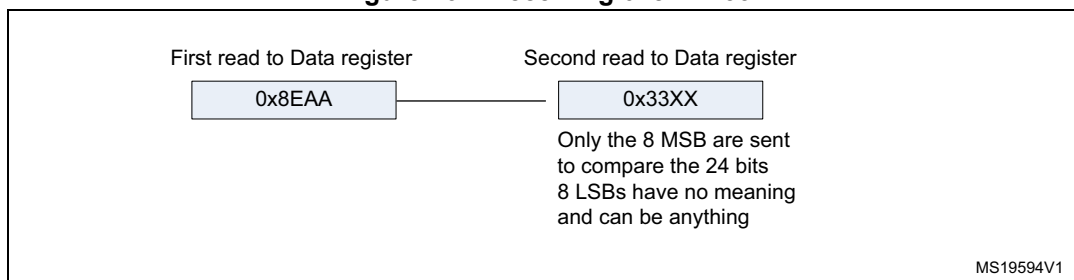 First read to Data register
Second read to Data register
0x8EAA
0x33XX
Only the 8 MSB are sent
to compare the 24 bits
8 LSBs have no meaning
and can be anything
MS19594V1